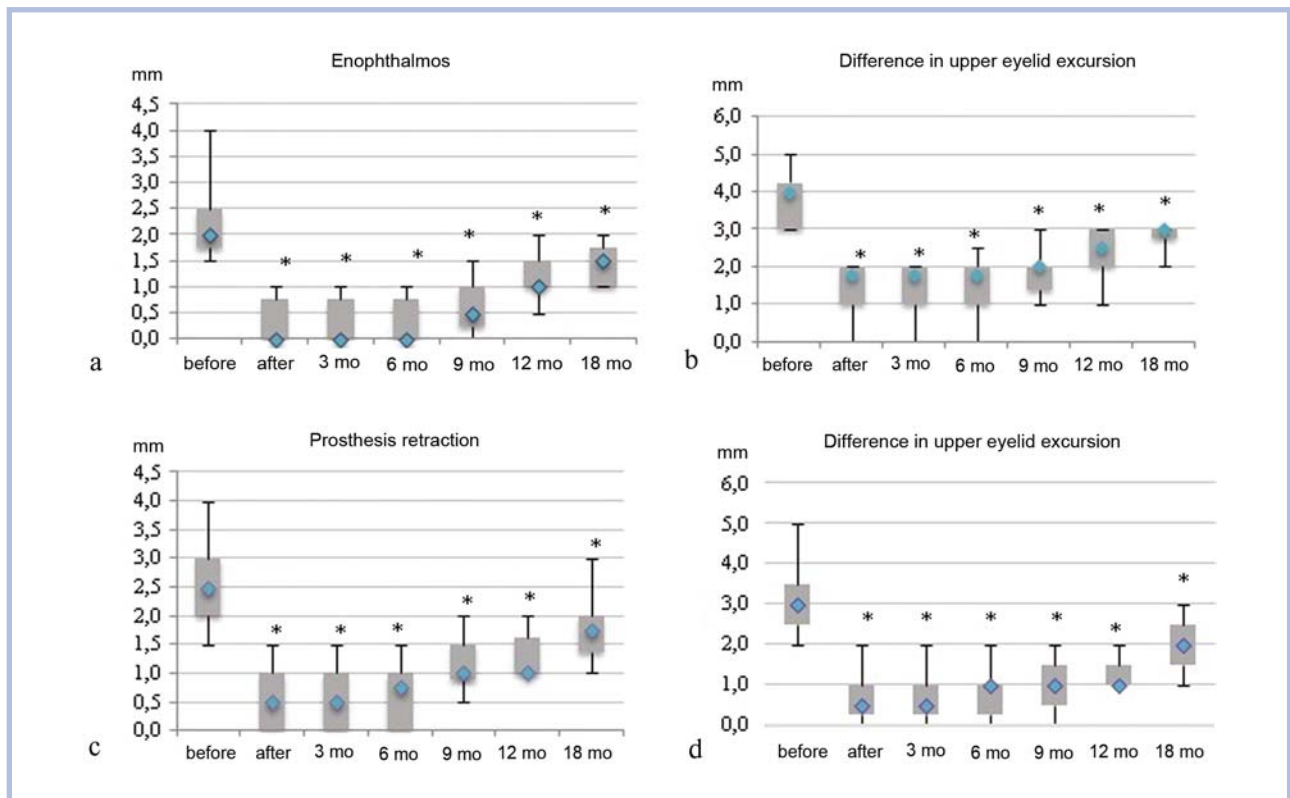 Enophthalmos
mm
4,5
4,0
3,5
3,0
2,5
2,0
1,5
1,0
0,5
0,0
* * * * * *
before after 3 mo 6 mo 9 mo 12 mo 18 mo
a
Difference in upper eyelid excursion
mm
6,0
5,0
4,0
3,0
2,0
1,0
0,0
* * * * * *
before after 3 mo 6 mo 9 mo 12 mo 18 mo
b
Prosthesis retraction
mm
4,5
4,0
3,5
3,0
2,5
2,0
1,5
1,0
0,5
0,0
* * * * * *
before after 3 mo 6 mo 9 mo 12 mo 18 mo
c
Difference in upper eyelid excursion
mm
6,0
5,0
4,0
3,0
2,0
1,0
0,0
* * * * * *
before after 3 mo 6 mo 9 mo 12 mo 18 mo
d